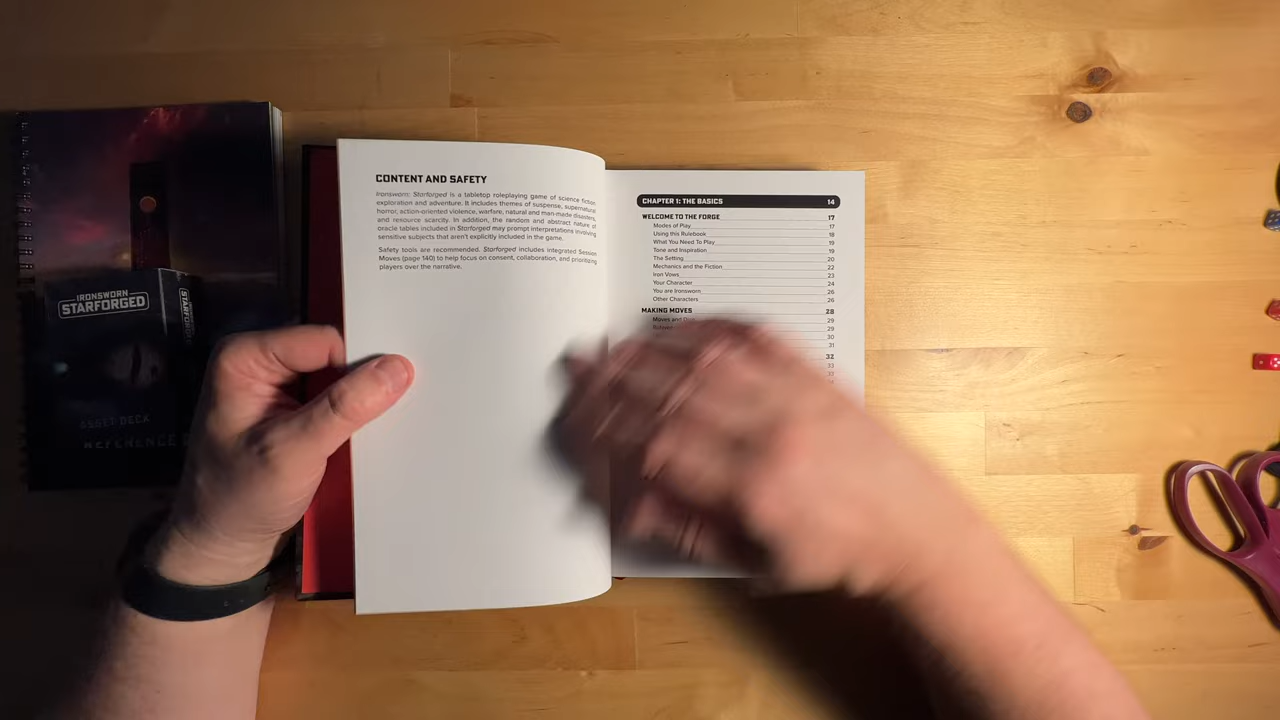 IRONSWORN
STARFORGED
ASSET DECK
REFERENCE
CONTENT AND SAFETY
Ironsworn: Starforged is a tabletop roleplaying game of science fiction
exploration and adventure. It includes themes of suspense, supernatural
horror, action-oriented violence, warfare, natural and man-made disasters,
and resource scarcity. In addition, the random and abstract nature of
oracle tables included in Starforged may prompt interpretations involving
sensitive subjects that aren't explicitly included in the game.
Safety tools are recommended. Starforged includes integrated Session
Moves (page 140) to help focus on consent, collaboration, and prioritizing
players over the narrative.
CHAPTER 1: THE BASICS 14
WELCOME TO THE FORGE 17
Modes of Play 17
Using this Rulebook 18
What You Need To Play 19
Tone and Inspiration 19
The Setting 20
Mechanics and the Fiction 22
Iron Vows 23
Your Character 24
You are Ironsworn 26
Other Characters 26
MAKING MOVES 28
Moves and 29
29
30
31
32
33
33